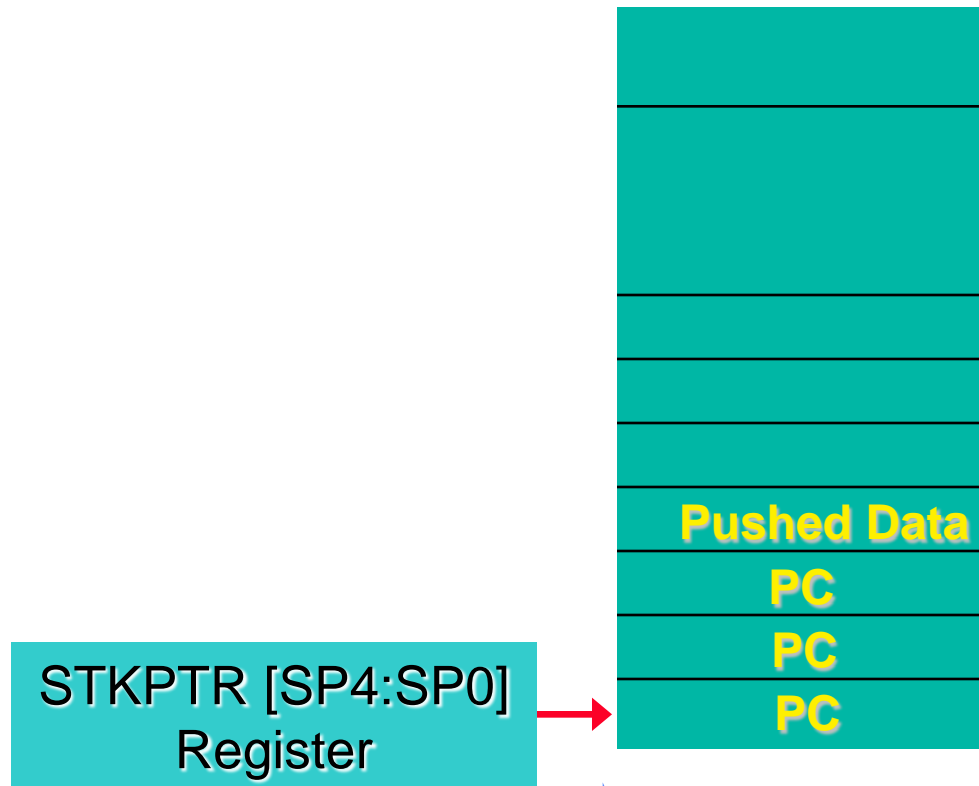 Pushed Data
PC
PC
PC
STKPTR [SP4:SP0]
Register